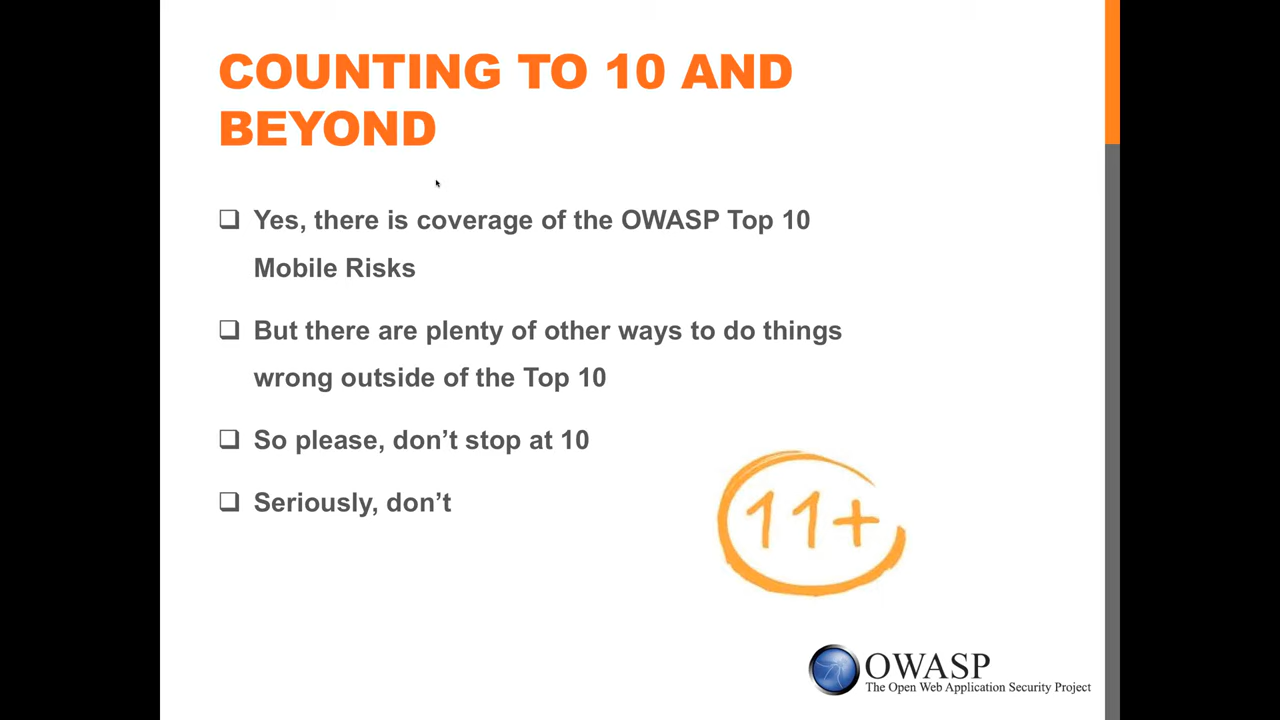 COUNTING TO 10 AND
BEYOND
Yes, there is coverage of the OWASP Top 10
Mobile Risks
But there are plenty of other ways to do things
wrong outside of the Top 10
So please, don’t stop at 10
Seriously, don’t
11+
OWASP
The Open Web Application Security Project